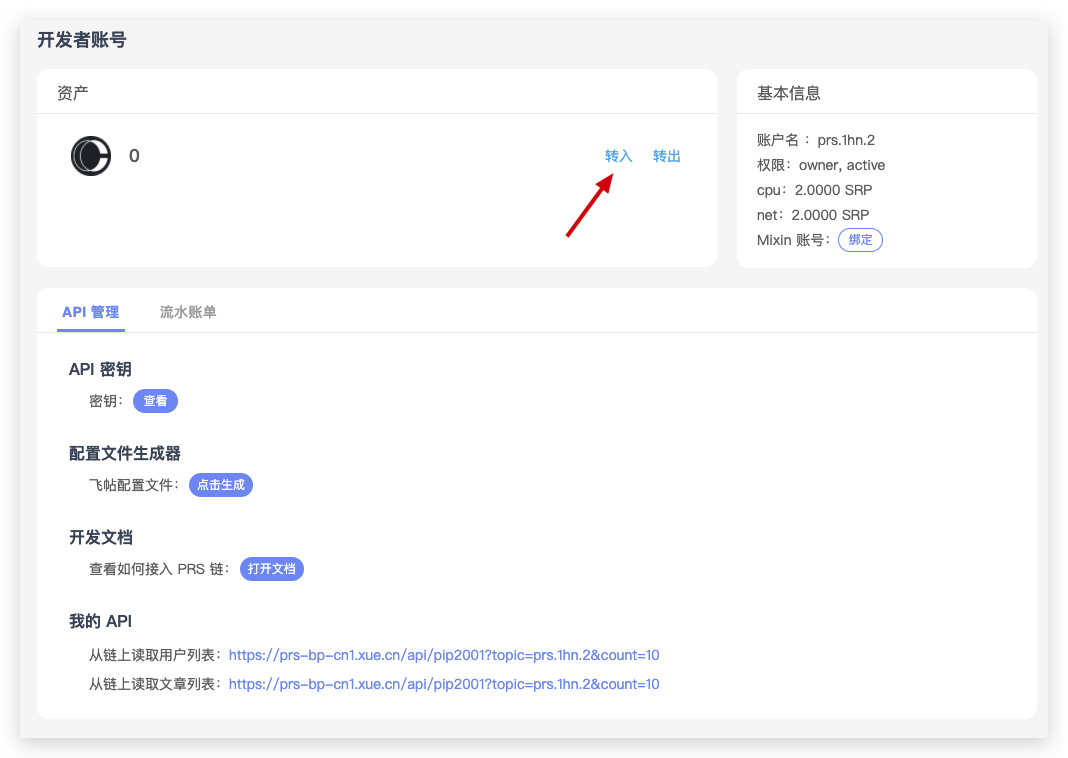 开发者账号
资产
0
转入 转出
基本信息
账户名 : prs.1hn.2
权限: owner, active
cpu: 2.0000 SRP
net: 2.0000 SRP
Mixin 账号: 绑定
API 管理 流水账单
API 密钥
密钥: 查看
配置文件生成器
飞帖配置文件: 点击生成
开发文档
查看如何接入 PRS 链: 打开文档
我的 API
从链上读取用户列表: https://prs-bp-cn1.xue.cn/api/pip2001?topic=prs.1hn.2&count=10
从链上读取文章列表: https://prs-bp-cn1.xue.cn/api/pip2001?topic=prs.1hn.2&count=10